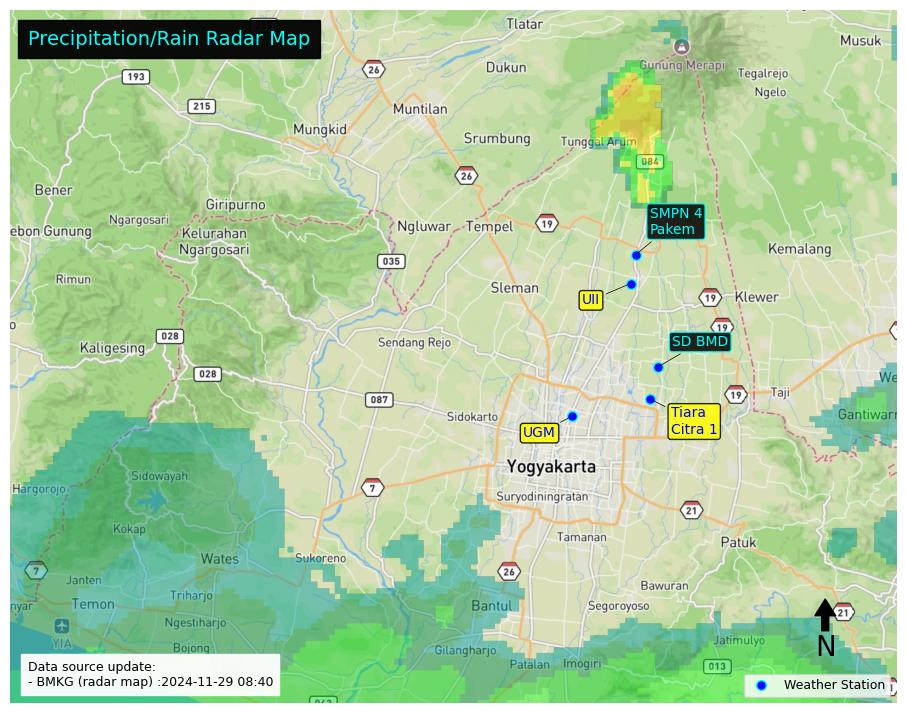 Precipitation/Rain Radar Map
Tlatar
Musuk
193
26
Dukun
Gunung Merapi
Tegalrejo
Ngelo
215
Muntilan
Mungkid
Srumbung
Tunggal Arum
084
26
Bener
Giripurno
Ngargosari
SMPN 4
Pakem
ebon Gunung
Kelurahan
Ngargosari
Ngluwar
Tempel
19
Kemalang
035
Rimun
Sleman
UII
19
Klewer
19
028
Sendang Rejo
SD BMD
Kaligesing
028
We
087
19
Taji
Sidokarto
Tiara
Citra 1
Gantiwarn
UGM
Yogyakarta
Sidowayah
Hargorojo
7
Suryodiningratan
21
Kokap
Tamanan
Patuk
Wates
Sukoreno
7
26
Janten
Bawuran
nyar
Temon
Triharjo
Bantul
Segoroyoso
21
YIA
Ngestiharjo
N
Bojong
Gilangharjo
Jatimulyo
Patalan
Imogiri
013
Data source update:
- BMKG (radar map) :2024-11-29 08:40
Weather Station